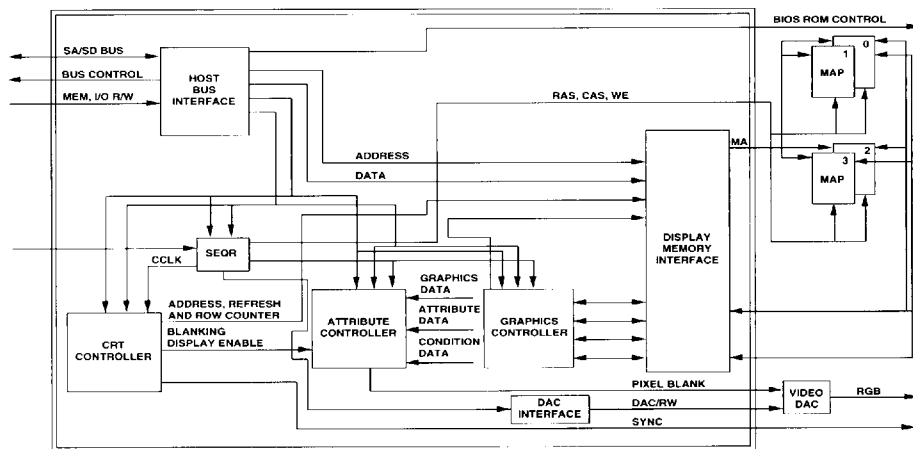 BIOS ROM CONTROL
SA/SD BUS
BUS CONTROL
MEM, I/O R/W
HOST
BUS
INTERFACE
0
1
MAP
RAS, CAS, WE
MA
2
3
MAP
ADDRESS
DATA
DISPLAY
MEMORY
INTERFACE
SEQR
CCLK
ADDRESS, REFRESH
AND ROW COUNTER
BLANKING
DISPLAY ENABLE
CRT
CONTROLLER
ATTRIBUTE
CONTROLLER
GRAPHICS
DATA
ATTRIBUTE
DATA
CONDITION
DATA
GRAPHICS
CONTROLLER
PIXEL BLANK
DAC
INTERFACE
DAC/RW
SYNC
VIDEO
DAC
RGB